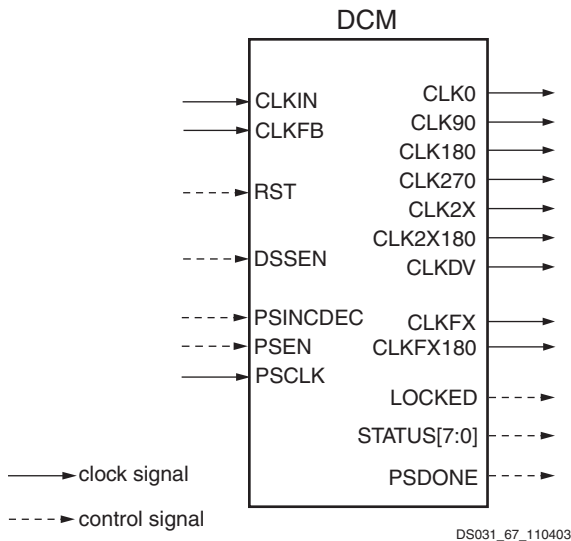 DCM
CLKIN
CLKFB
RST
DSSEN
PSINCDEC
PSEN
PSCLK
CLK0
CLK90
CLK180
CLK270
CLK2X
CLK2X180
CLKDV
CLKFX
CLKFX180
LOCKED
STATUS[7:0]
PSDONE
clock signal
control signal
DS031_67_110403